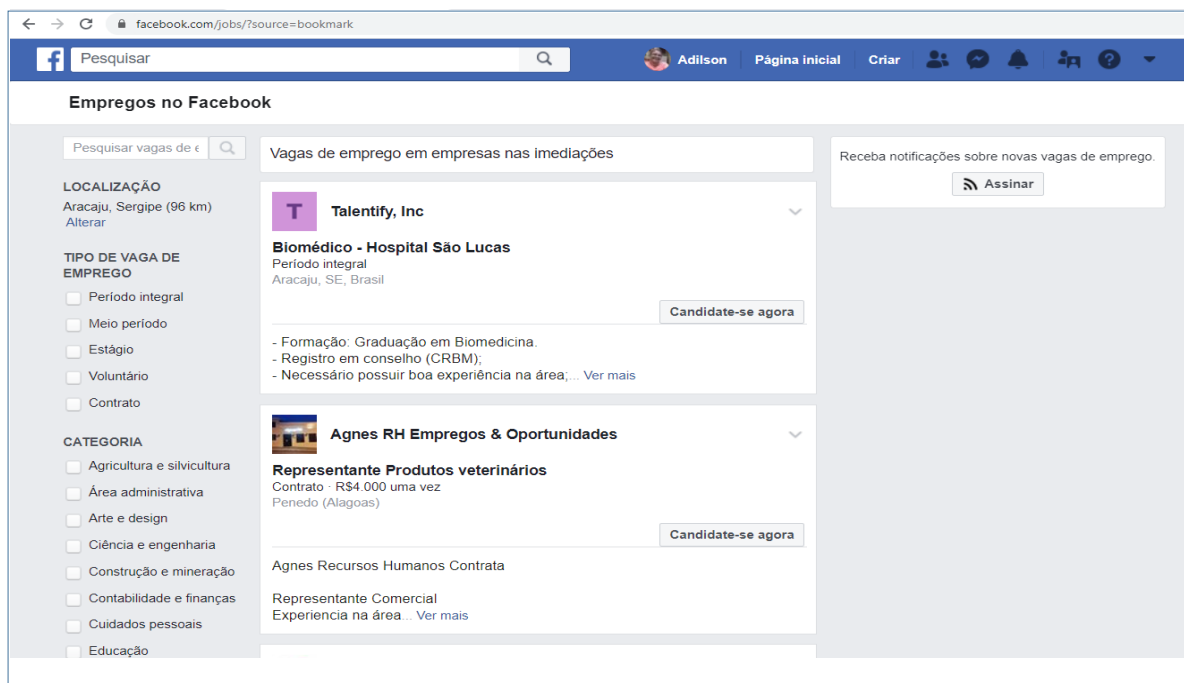 facebook.com/jobs/?source=bookmark
f
Pesquisar
Adilson
Página inicial
Criar
Empregos no Facebook
Pesquisar vagas de e
LOCALIZAÇÃO
Aracaju, Sergipe (96 km)
Alterar
TIPO DE VAGA DE
EMPREGO
Período integral
Meio período
Estágio
Voluntário
Contrato
CATEGORIA
Agricultura e silvicultura
Área administrativa
Arte e design
Ciência e engenharia
Construção e mineração
Contabilidade e finanças
Cuidados pessoais
Educação
Vagas de emprego em empresas nas imediações
T
Talentify, Inc
Biomédico - Hospital São Lucas
Período integral
Aracaju, SE, Brasil
Candidate-se agora
- Formação: Graduação em Biomedicina.
- Registro em conselho (CRBM);
- Necessário possuir boa experiência na área;... Ver mais
Agnes RH Empregos & Oportunidades
Representante Produtos veterinários
Contrato · R$4.000 uma vez
Penedo (Alagoas)
Candidate-se agora
Agnes Recursos Humanos Contrata
Representante Comercial
Experiencia na área... Ver mais
Receba notificações sobre novas vagas de emprego.
Assinar